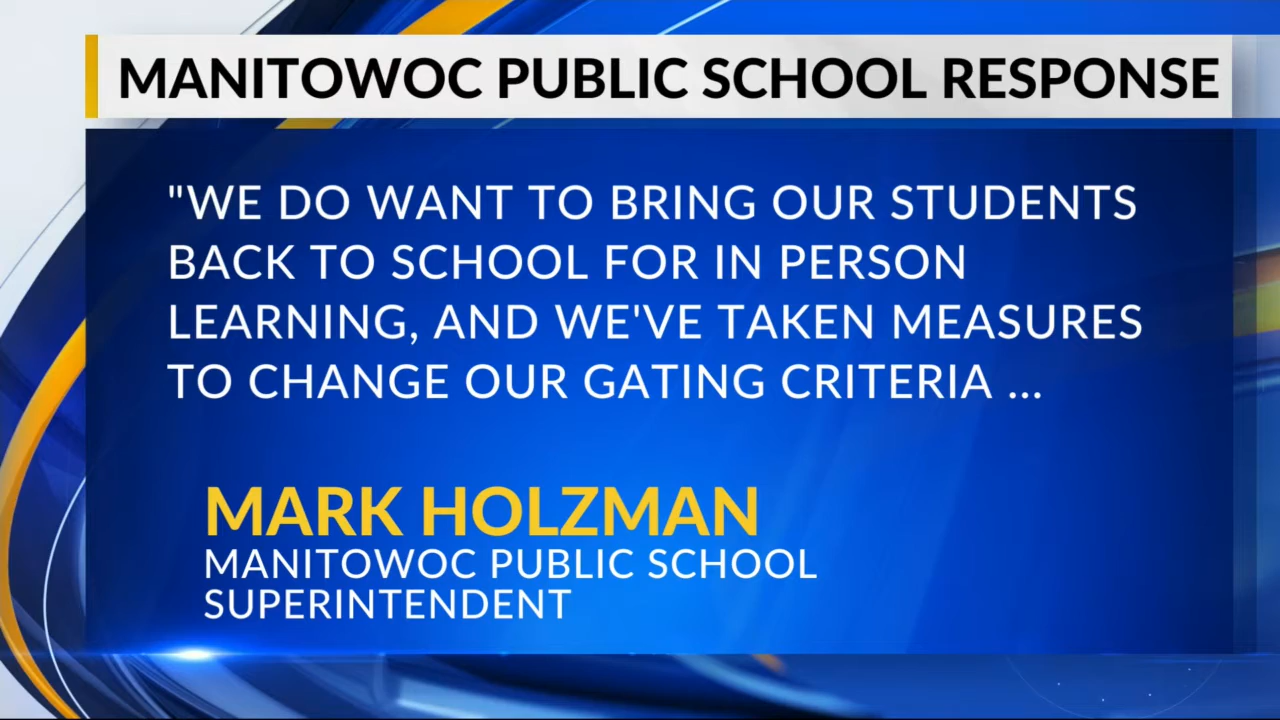 MANITOWOC PUBLIC SCHOOL RESPONSE
"WE DO WANT TO BRING OUR STUDENTS
BACK TO SCHOOL FOR IN PERSON
LEARNING, AND WE'VE TAKEN MEASURES
TO CHANGE OUR GATING CRITERIA ...
MARK HOLZMAN
MANITOWOC PUBLIC SCHOOL
SUPERINTENDENT